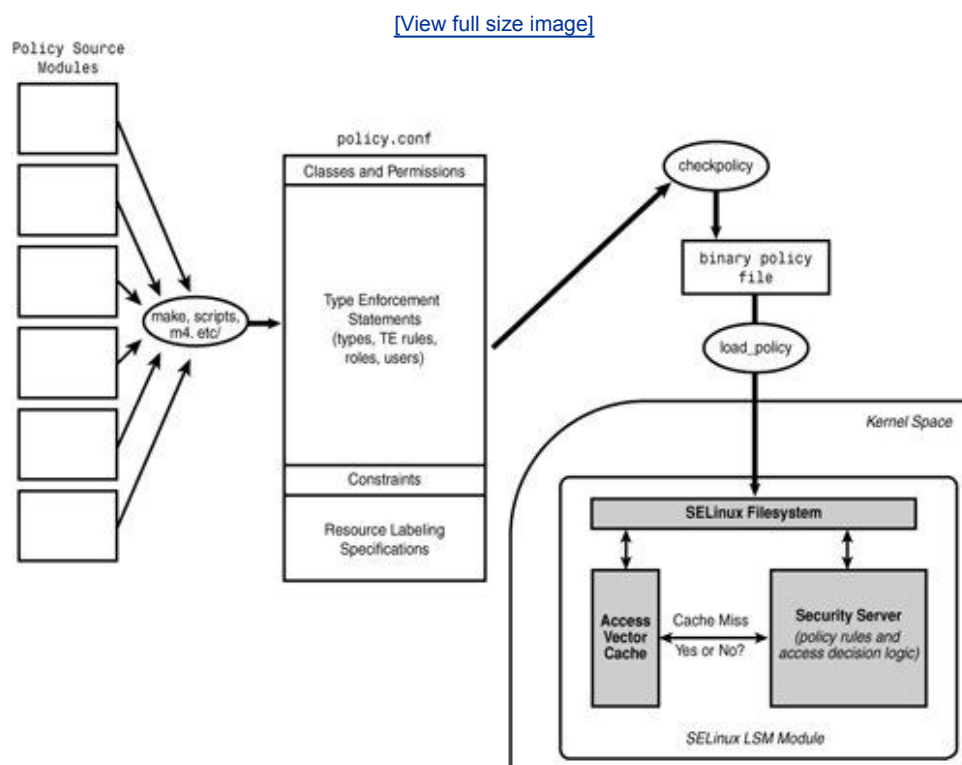 [View full size image]
Policy Source
Modules
policy.conf
Classes and Permissions
Type Enforcement
Statements
(types, TE rules,
roles, users)
Constraints
Resource Labeling
Specifications
make, scripts,
m4. etc/
checkpolicy
binary policy
file
load_policy
Kernel Space
SELinux Filesystem
Access
Vector
Cache
Cache Miss
Yes or No?
Security Server
(policy rules and
access decision logic)
SELinux LSM Module